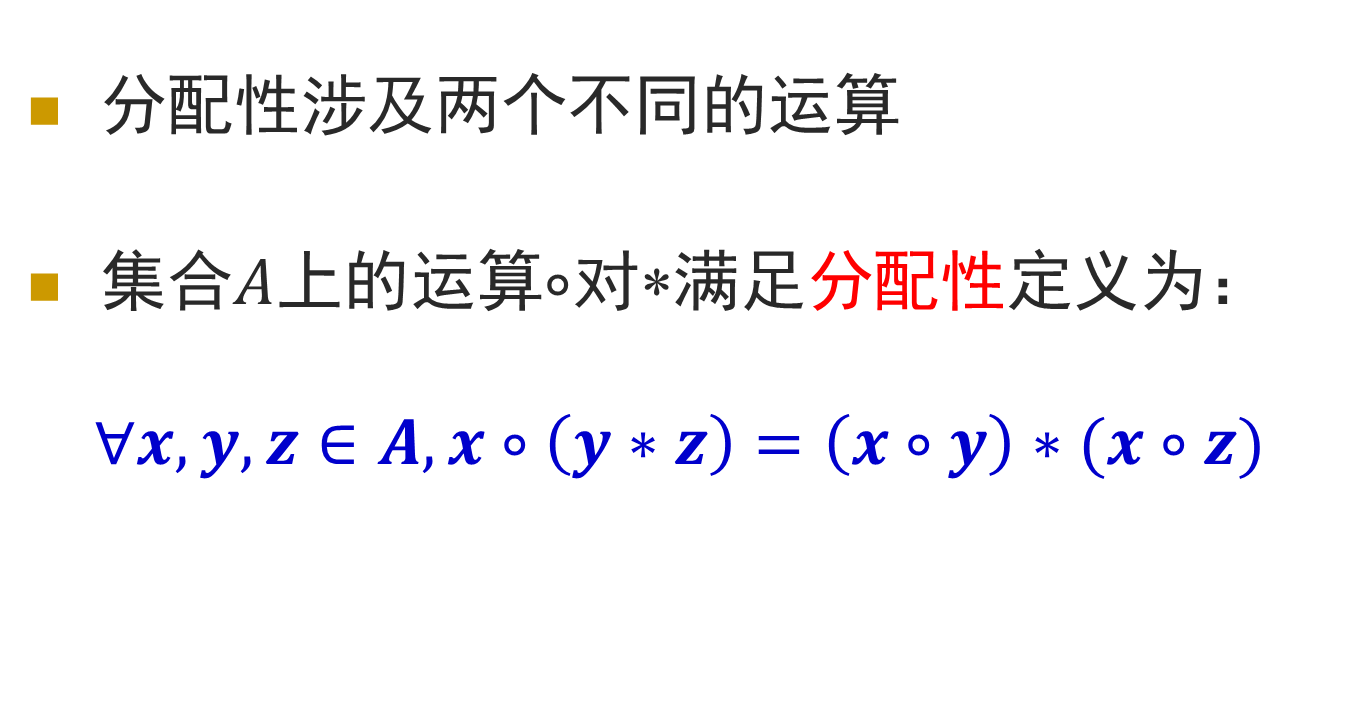 分配性涉及两个不同的运算
集合A上的运算∘对∗满足分配性定义为：
∀x, y, z ∈ A, x ∘ (y ∗ z) = (x ∘ y) ∗ (x ∘ z)